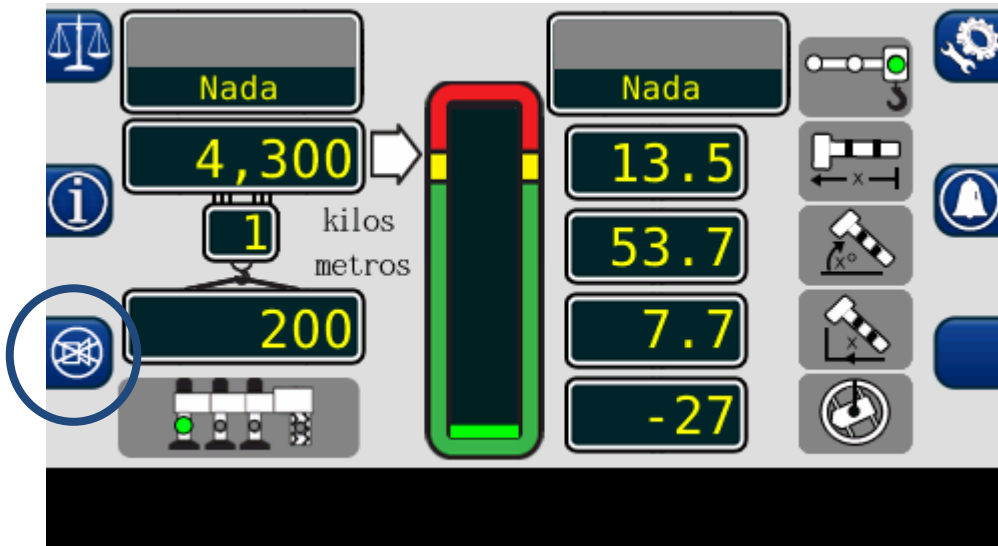 Nada
4,300
1
kilos
metros
200
Nada
13.5
x
53.7
x°
7.7
x
-27